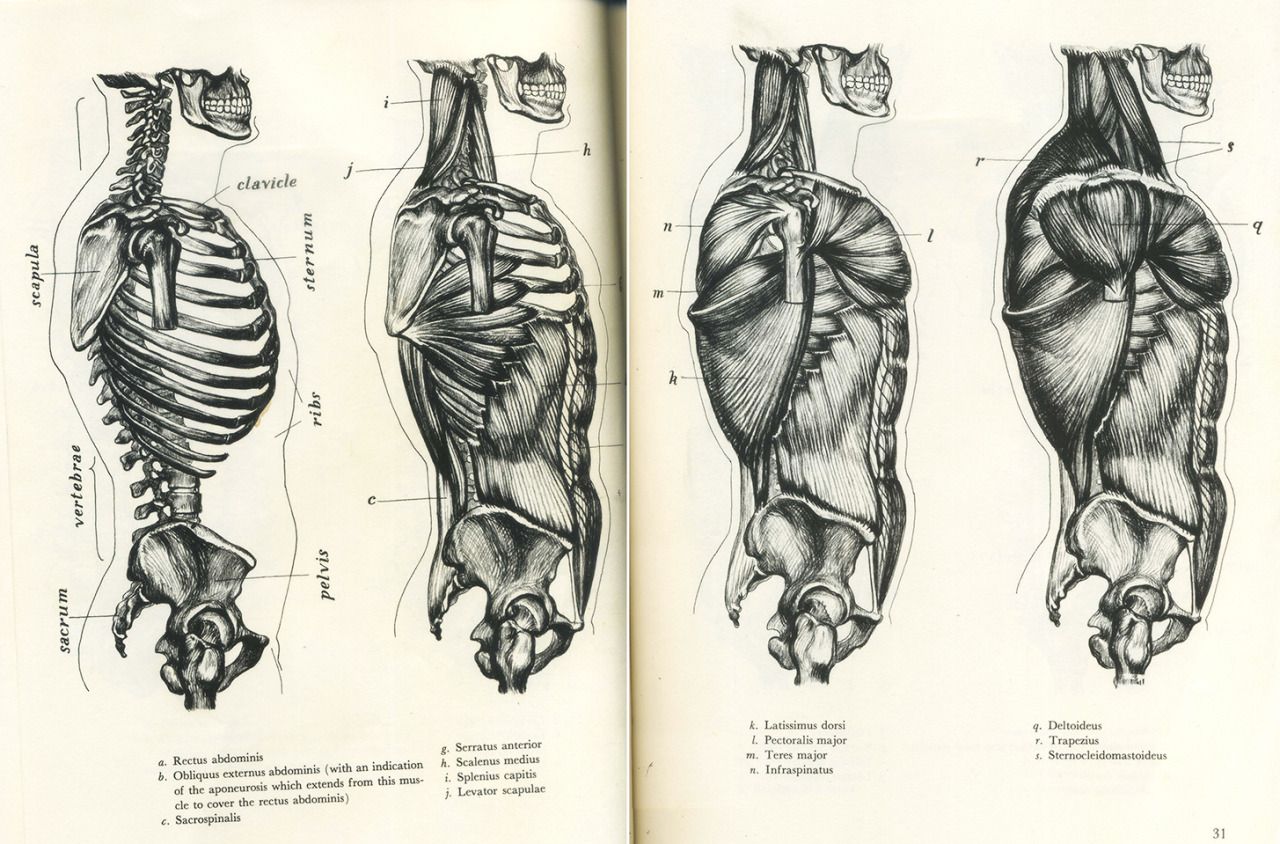 clavicle
scapula
sternum
ribs
vertebrae
pelvis
sacrum
i
h
j
c
a. Rectus abdominis
b. Obliquus externus abdominis (with an indication
of the aponeurosis which extends from this mus-
cle to cover the rectus abdominis)
c. Sacrospinalis
g. Serratus anterior
h. Scalenus medius
i. Splenius capitis
j. Levator scapulae
n
l
m
k
k. Latissimus dorsi
l. Pectoralis major
m. Teres major
n. Infraspinatus
r
s
q
q. Deltoideus
r. Trapezius
s. Sternocleidomastoideus
31